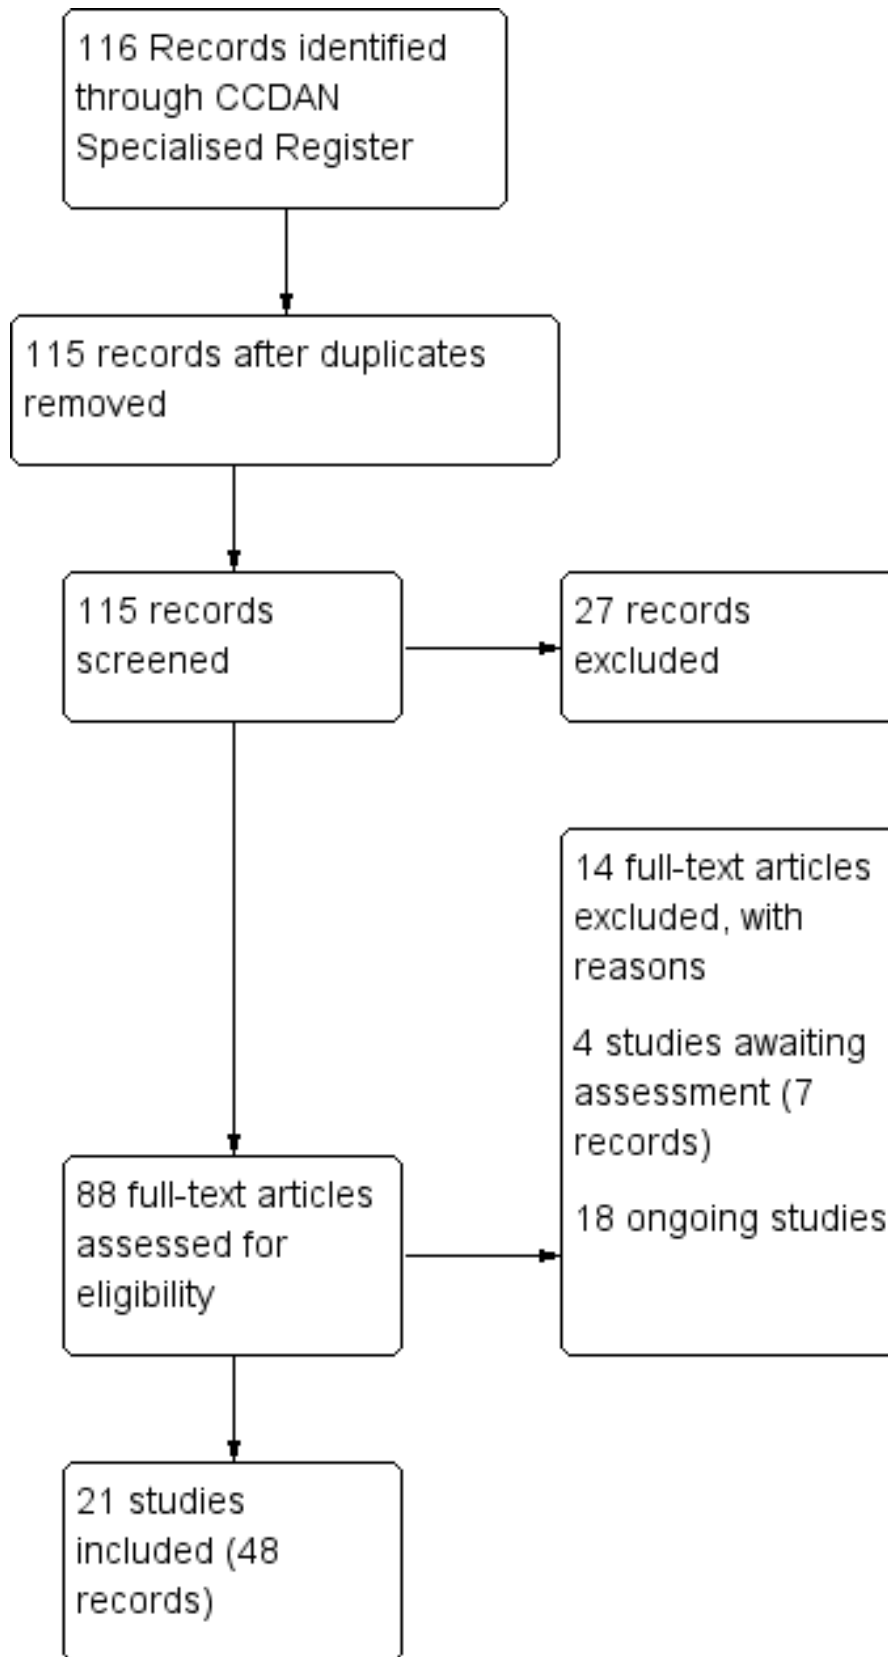 116 Records identified
through CCDAN
Specialised Register
115 records after duplicates
removed
115 records
screened
27 records
excluded
14 full-text articles
excluded, with
reasons
4 studies awaiting
assessment (7
records)
18 ongoing studies
88 full-text articles
assessed for
eligibility
21 studies
included (48
records)